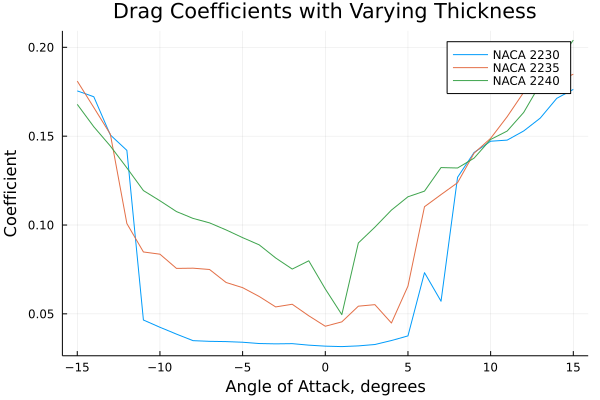 Drag Coefficients with Varying Thickness
0.20
NACA 2230
NACA 2235
NACA 2240
0.15
Coefficient
0.10
0.05
−15 −10 −5 0 5 10 15
Angle of Attack, degrees